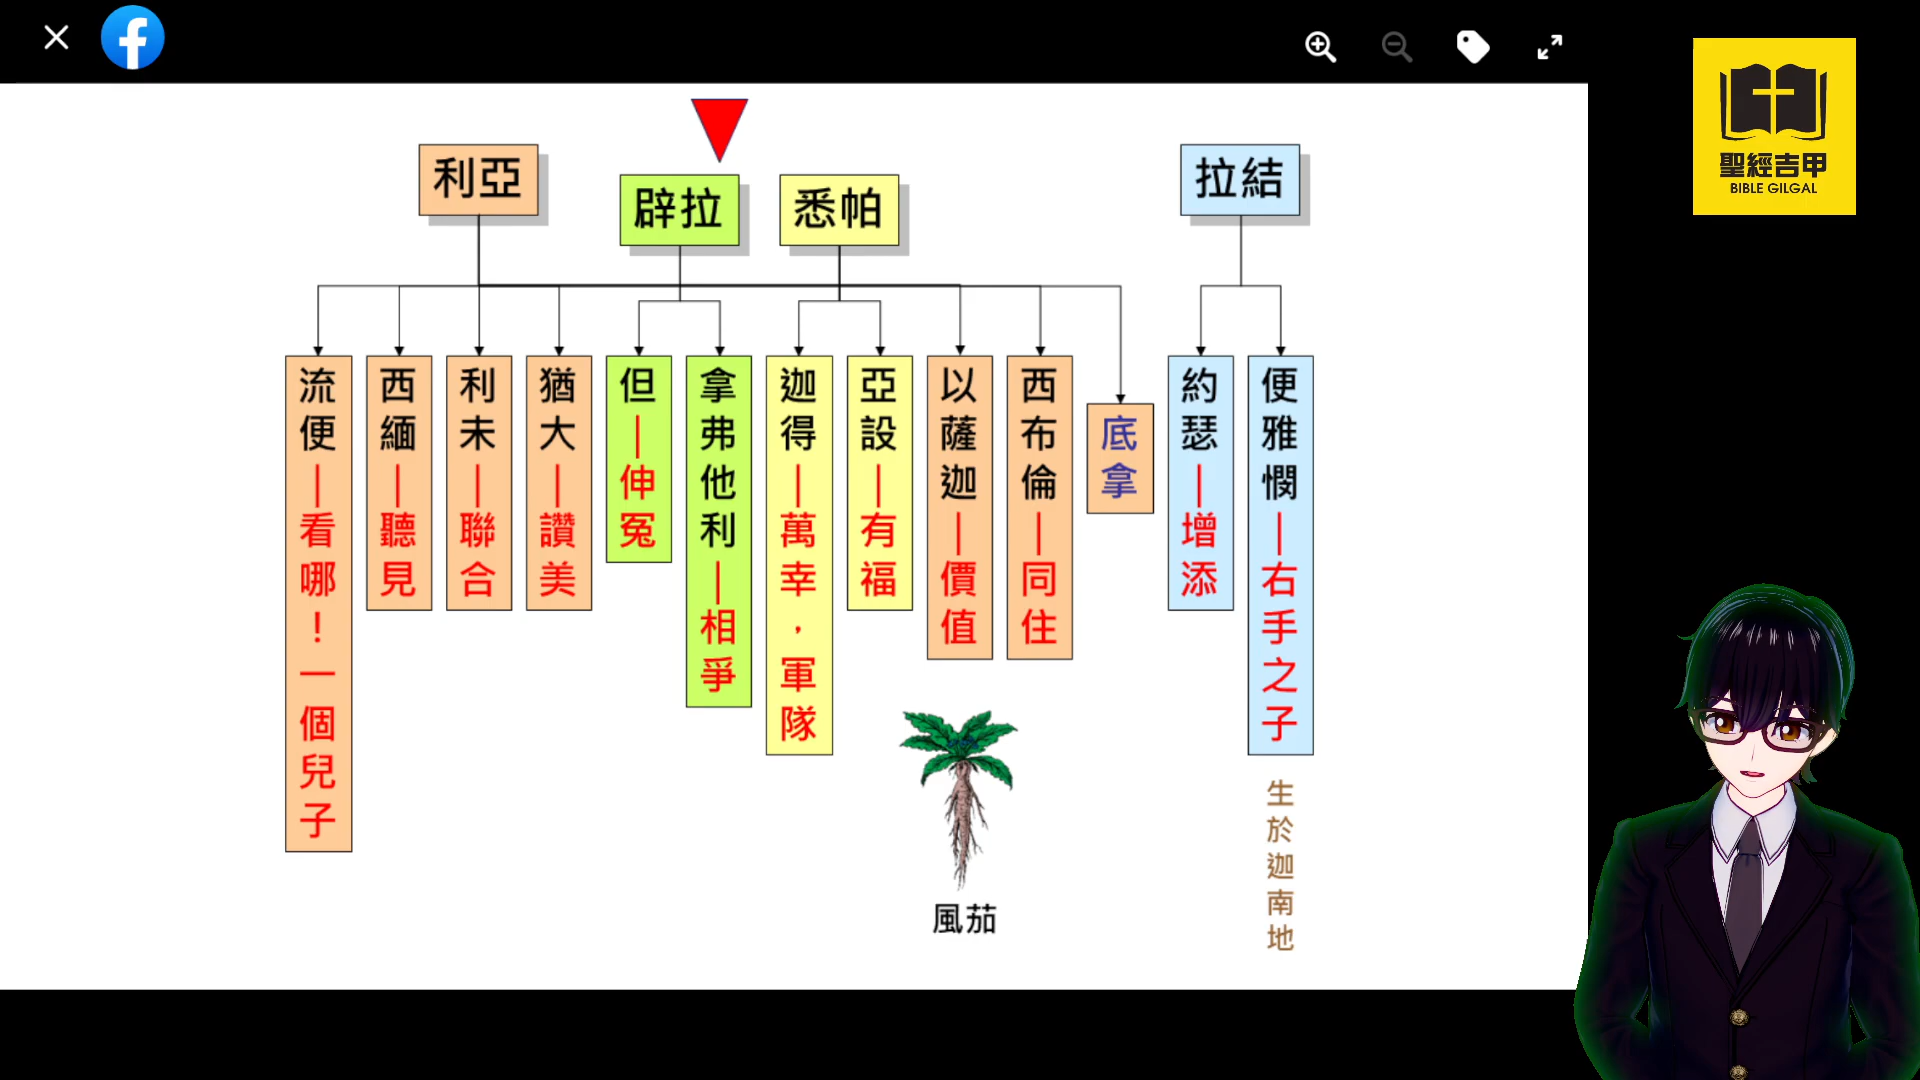 聖經吉甲
BIBLE GILGAL
利亞
辟拉
悉帕
拉結
流便—看哪！一個兒子
西緬—聽見
利未—聯合
猶大—讚美
但—伸冤
拿弗他利—相爭
迦得—萬幸，軍隊
亞設—有福
以薩迦—價值
西布倫—同住
底拿
約瑟—增添
便雅憫—右手之子
生於迦南地
風茄